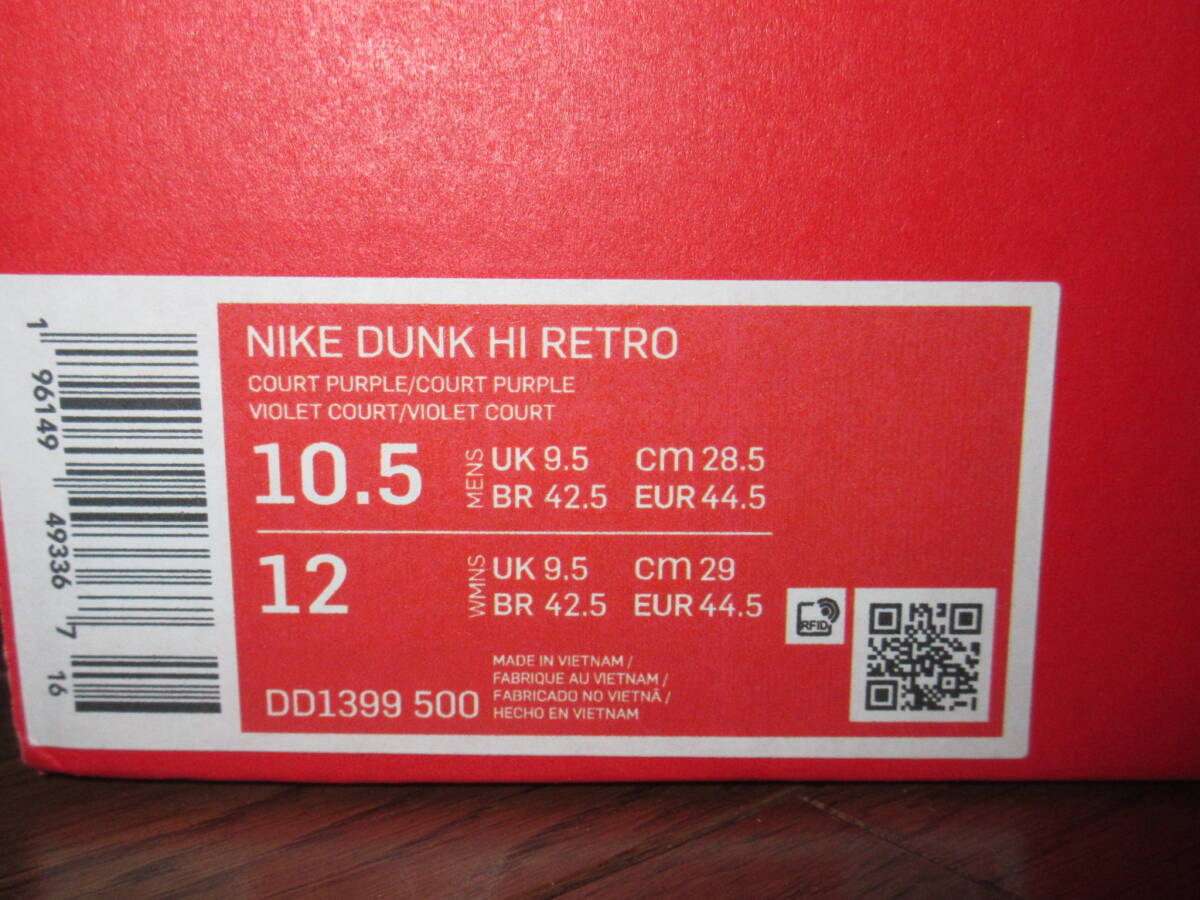 NIKE DUNK HI RETRO
COURT PURPLE/COURT PURPLE
VIOLET COURT/VIOLET COURT
10.5 MENS UK 9.5 cm 28.5
BR 42.5 EUR 44.5
12 WMNS UK 9.5 cm 29
BR 42.5 EUR 44.5
RFID
MADE IN VIETNAM /
FABRIQUE AU VIETNAM /
FABRICADO NO VIETNÃ /
HECHO EN VIETNAM
DD1399 500
1 96149 49336 7 16